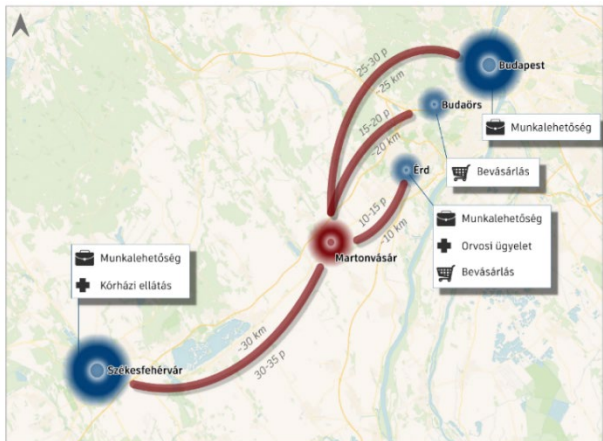 25-30 p
~25 km
Budapest
Munkalehetőség
15-20 p
~20 km
Budaörs
Bevásárlás
Érd
10-15 p
~10 km
Munkalehetőség
Orvosi ügyelet
Bevásárlás
Martonvásár
Munkalehetőség
Kórházi ellátás
~30 km
30-35 p
Székesfehérvár